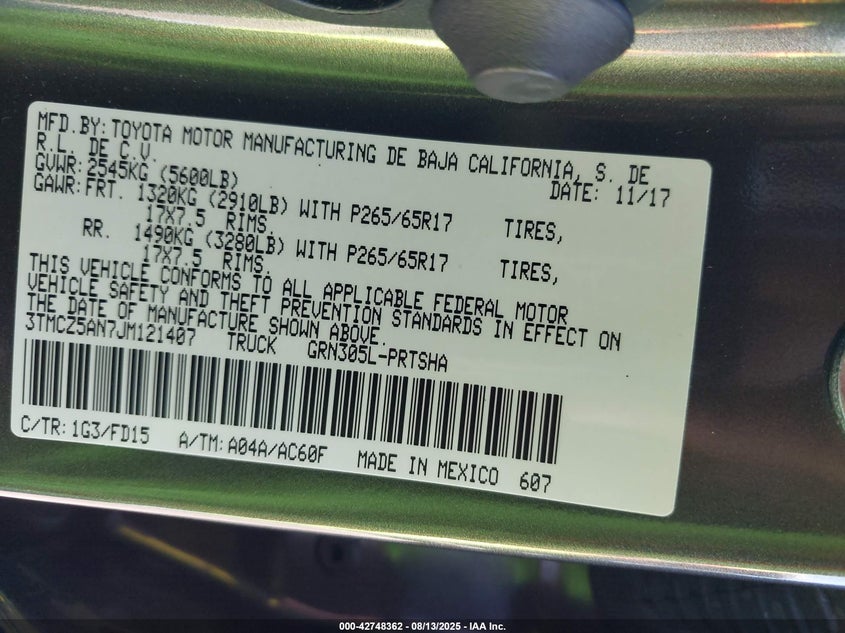 MFD.BY: TOYOTA MOTOR MANUFACTURING DE BAJA CALIFORNIA, S. DE
R.L. DE C.V. DATE: 11/17
GVWR: 2545KG (5600LB)
GAWR: FRT. 1320KG (2910LB) WITH P265/65R17 TIRES,
17X7.5 RIMS.
RR. 1490KG (3280LB) WITH P265/65R17 TIRES,
17X7.5 RIMS.
THIS VEHICLE CONFORMS TO ALL APPLICABLE FEDERAL MOTOR
VEHICLE SAFETY AND THEFT PREVENTION STANDARDS IN EFFECT ON
THE DATE OF MANUFACTURE SHOWN ABOVE.
3TMCZ5AN7JM121407 TRUCK GRN305L-PRTSHA
C/TR: 1G3/FD15 A/TM: A04A/AC60F MADE IN MEXICO 607
000-42748362 - 08/13/2025 - IAA Inc.